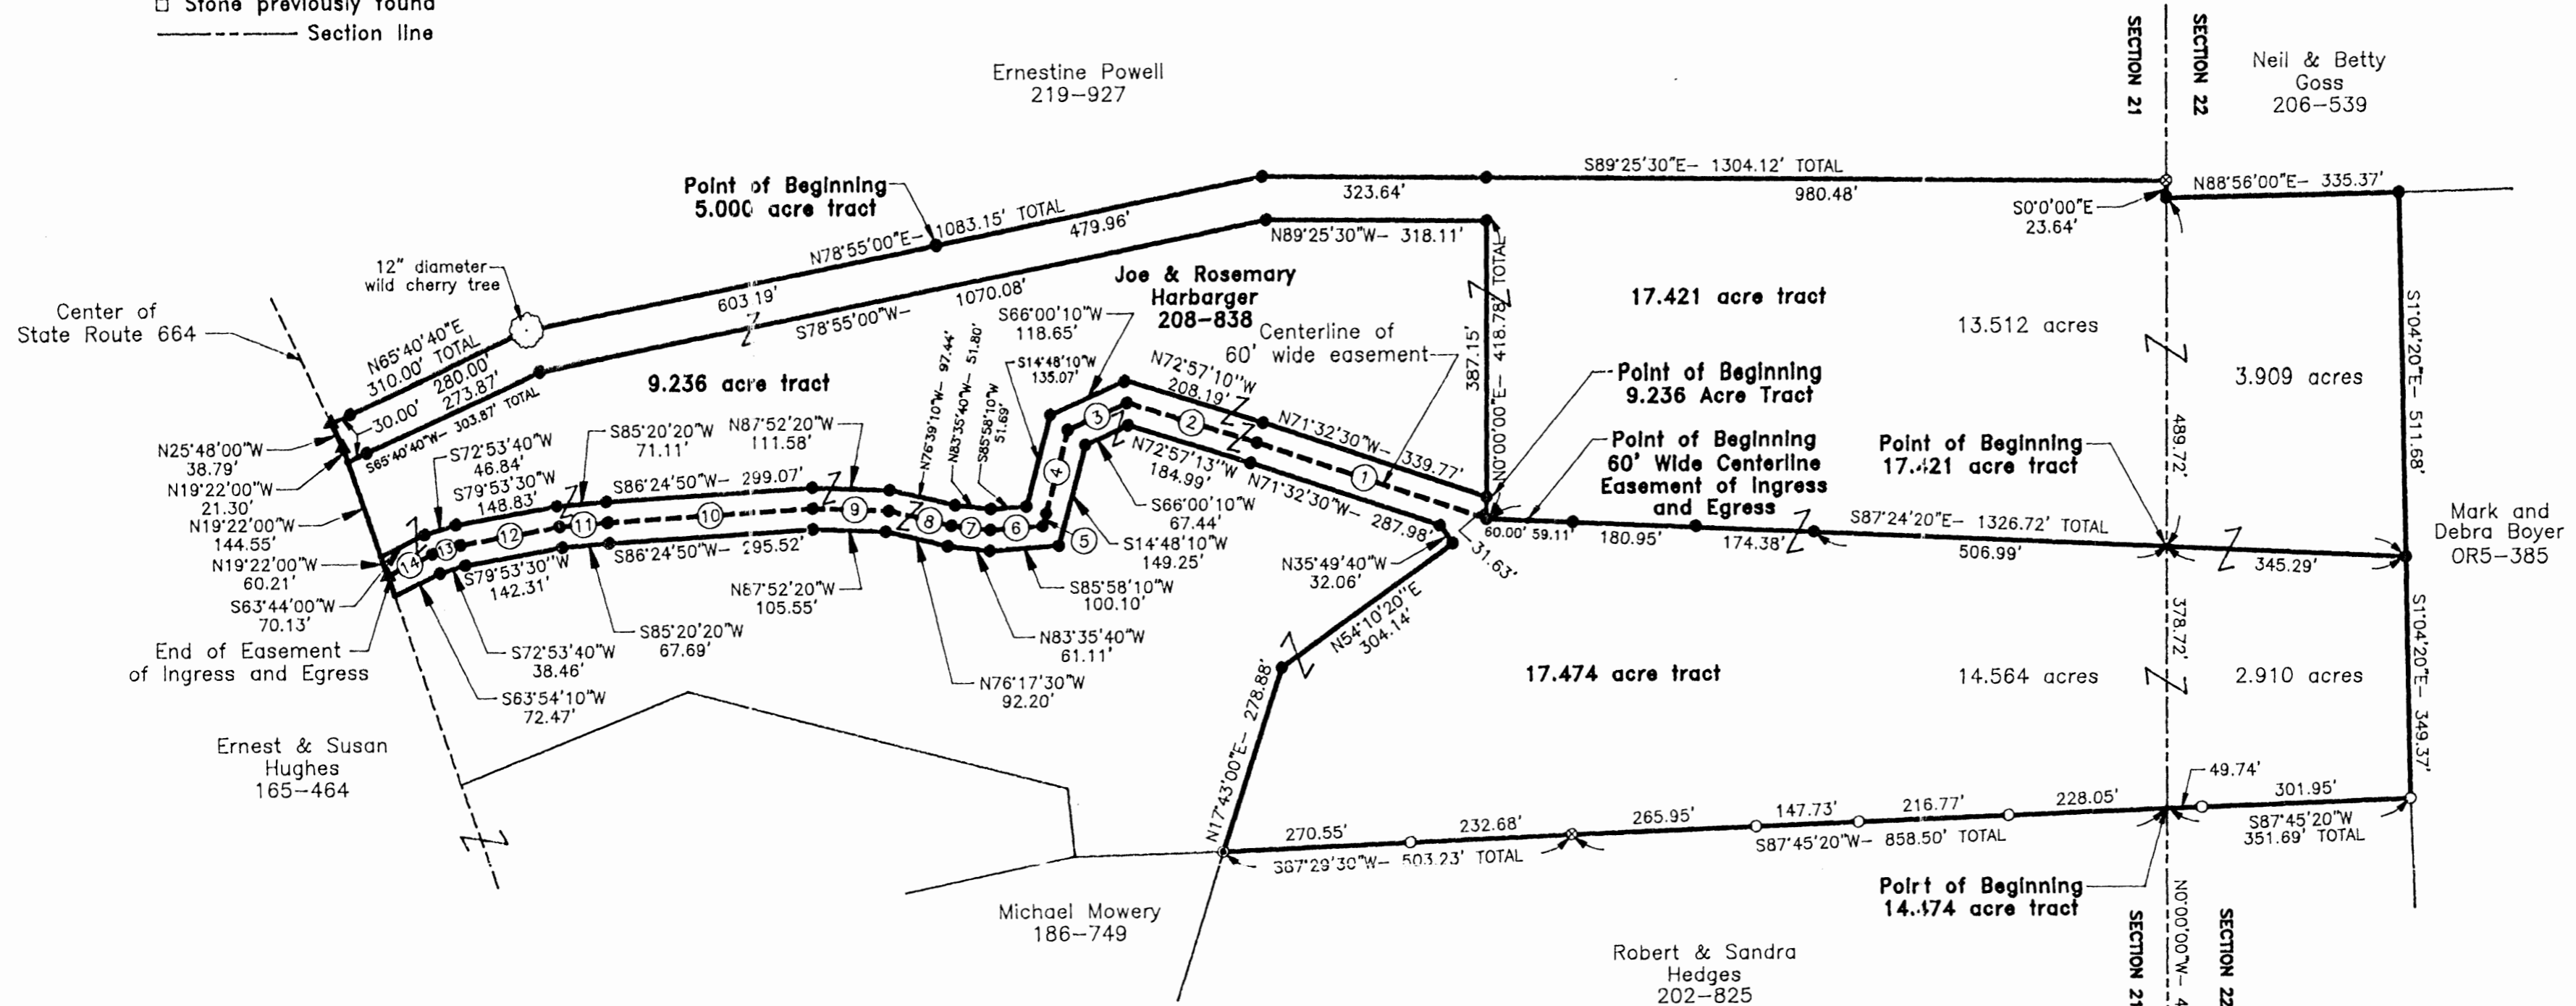 □ Stone previously found
Section line
Ernestine Powell
219-927
SECTION 21
SECTION 22
Neil & Betty
Goss
206-539
Point of Beginning
5.000 acre tract
S89°25'30"E- 1304.12' TOTAL
323.64'
980.48'
N88°56'00"E- 335.37'
S0°0'00"E
23.64'
N78°55'00"E- 1083.15' TOTAL
479.96'
603.19'
N89°25'30"W- 318.11'
12" diameter
wild cherry tree
Center of
State Route 664
N65°40'40"E
310.00' TOTAL
280.00'
30.00'
273.87'
S65°40'40"W- 303.87' TOTAL
1070.08'
S78°55'00"W-
Joe & Rosemary
Harbarger
208-838
Centerline of
60' wide easement
387.15'
N0°00'00"E- 418.78' TOTAL
17.421 acre tract
13.512 acres
3.909 acres
S1°04'20"E- 511.68'
489.72'
9.236 acre tract
S66°00'10"W
118.65'
S14°48'10"W
135.07'
N72°57'10"W
208.19'
N71°32'30"W- 339.77'
Point of Beginning
9.236 Acre Tract
Point of Beginning
60' Wide Centerline
Easement of Ingress
and Egress
Point of Beginning
17.421 acre tract
N25°48'00"W
38.79'
N19°22'00"W
21.30'
N19°22'00"W
144.55'
N19°22'00"W
60.21'
S63°44'00"W
70.13'
S72°53'40"W
46.84'
S79°53'30"W
148.83'
S85°20'20"W
71.11'
S86°24'50"W- 299.07'
N87°52'20"W
111.58'
N76°39'10"W- 97.44'
N83°35'40"W- 51.80'
S85°58'10"W
51.69'
1
2
3
4
5
6
7
8
9
10
11
12
13
14
N72°57'13"W
184.99'
N71°32'30"W- 287.98'
S66°00'10"W
67.44'
S14°48'10"W
149.25'
S85°58'10"W
100.10'
N83°35'40"W
61.11'
N76°17'30"W
92.20'
N87°52'20"W
105.55'
S86°24'50"W- 295.52'
S85°20'20"W
67.69'
S79°53'30"W
142.31'
S72°53'40"W
38.46'
S63°54'10"W
72.47'
End of Easement
of Ingress and Egress
N35°49'40"W
32.06'
31.63'
60.00'
59.11'
180.95'
174.38'
S87°24'20"E- 1326.72' TOTAL
506.99'
345.29'
Mark and
Debra Boyer
OR5-385
N54°10'20"E
304.14'
N17°43'00"E- 278.88'
17.474 acre tract
14.564 acres
2.910 acres
378.72'
S1°04'20"E- 349.37'
Ernest & Susan
Hughes
165-464
270.55'
232.68'
265.95'
147.73'
216.77'
228.05'
49.74'
301.95'
S87°29'30"W- 503.23' TOTAL
S87°45'20"W- 858.50' TOTAL
S87°45'20"W
351.69' TOTAL
Point of Beginning
acre tract
Michael Mowery
186-749
Robert & Sandra
Hedges
202-825
SECTION 21
N0°00'00"W-
SECTION 22